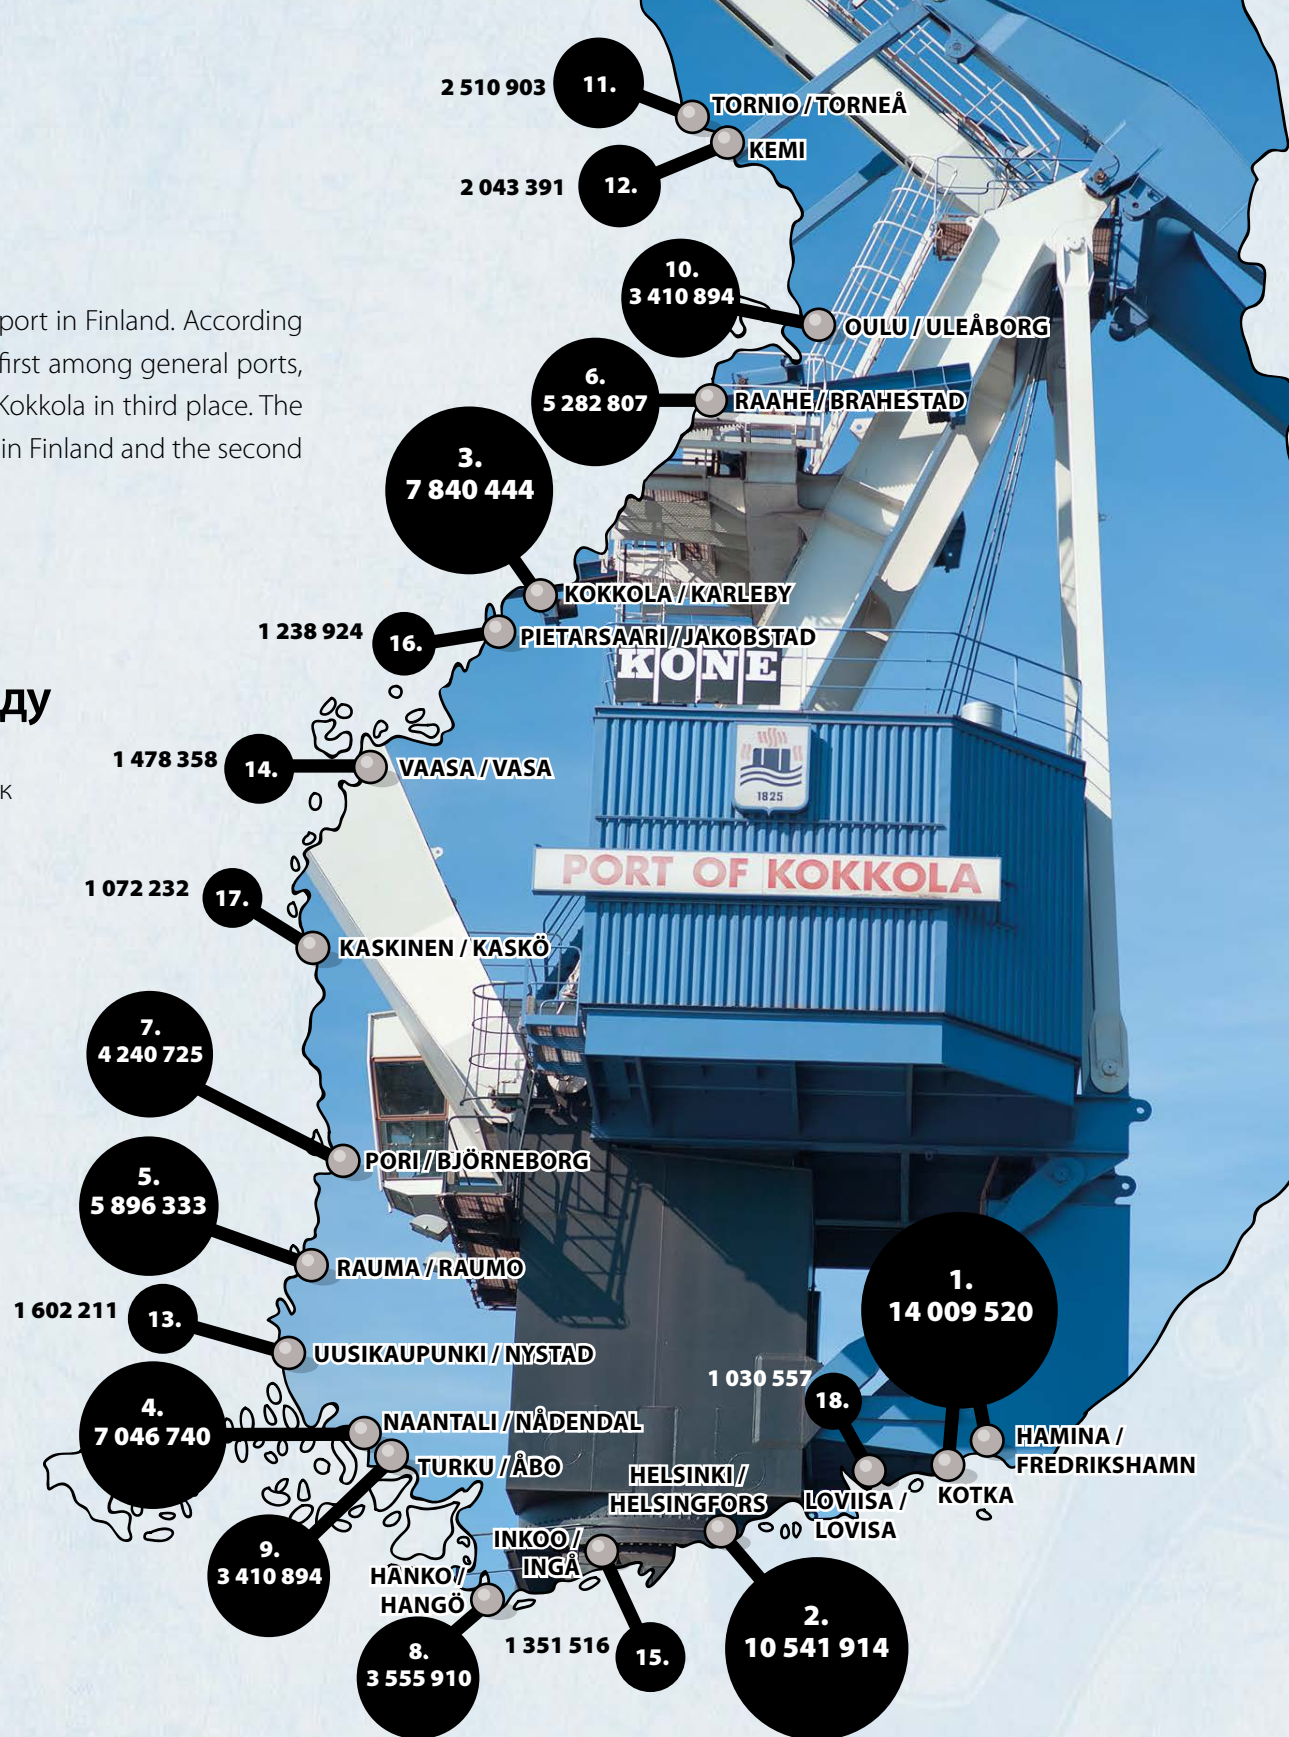 2 510 903
11.
TORNIO / TORNEÅ
KEMI
2 043 391
12.
10.
3 410 894
OULU / ULEÅBORG
port in Finland. According
first among general ports,
Kokkola in third place. The
in Finland and the second
6.
5 282 807
RAAHE / BRAHESTAD
3.
7 840 444
KOKKOLA / KARLEBY
1 238 924
16.
PIETARSAARI / JAKOBSTAD
KONE
ду
к
1 478 358
14.
VAASA / VASA
1825
PORT OF KOKKOLA
1 072 232
17.
KASKINEN / KASKÖ
7.
4 240 725
PORI / BJÖRNEBORG
5.
5 896 333
RAUMA / RAUMO
1 602 211
13.
UUSIKAUPUNKI / NYSTAD
1.
14 009 520
1 030 557
18.
4.
7 046 740
NAANTALI / NÅDENDAL
TURKU / ÅBO
HAMINA /
FREDRIKSHAMN
KOTKA
LOVIISA /
LOVISA
HELSINKI /
HELSINGFORS
INKOO /
INGÅ
9.
3 410 894
HANKO /
HANGÖ
8.
3 555 910
1 351 516
15.
2.
10 541 914